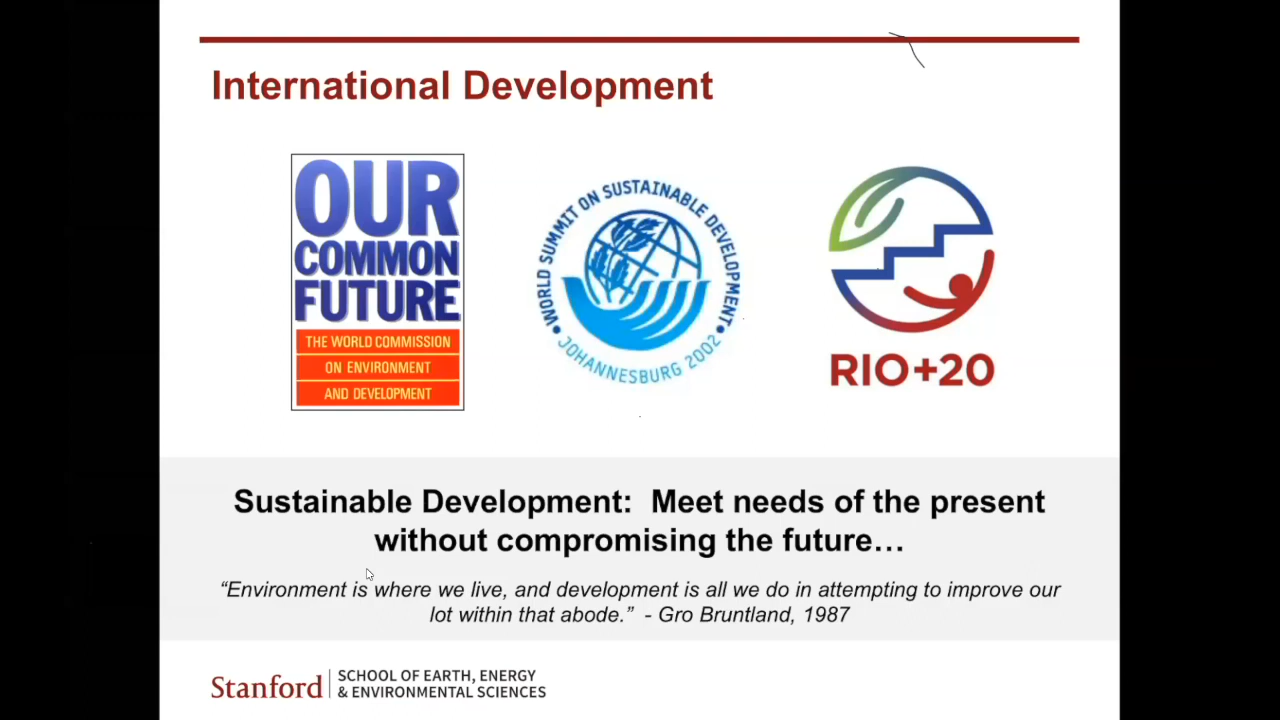 International Development
OUR
COMMON
FUTURE
THE WORLD COMMISSION
ON ENVIRONMENT
AND DEVELOPMENT
• WORLD SUMMIT ON SUSTAINABLE DEVELOPMENT •
JOHANNESBURG 2002
RIO+20
Sustainable Development:  Meet needs of the present
without compromising the future…
“Environment is where we live, and development is all we do in attempting to improve our
lot within that abode.”  - Gro Bruntland, 1987
Stanford
SCHOOL OF EARTH, ENERGY
& ENVIRONMENTAL SCIENCES